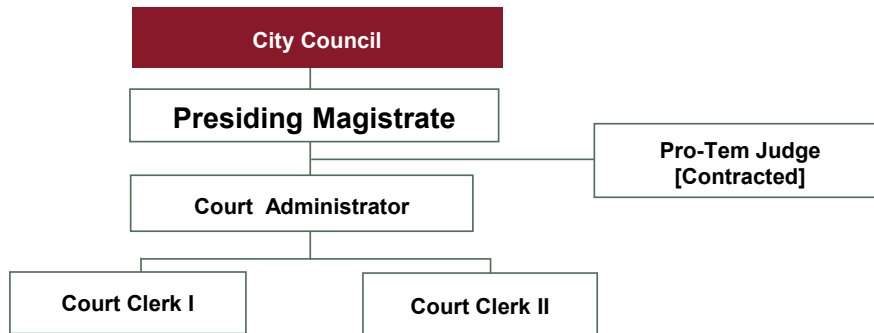 City Council
Presiding Magistrate
Pro-Tem Judge
[Contracted]
Court Administrator
Court Clerk I
Court Clerk II